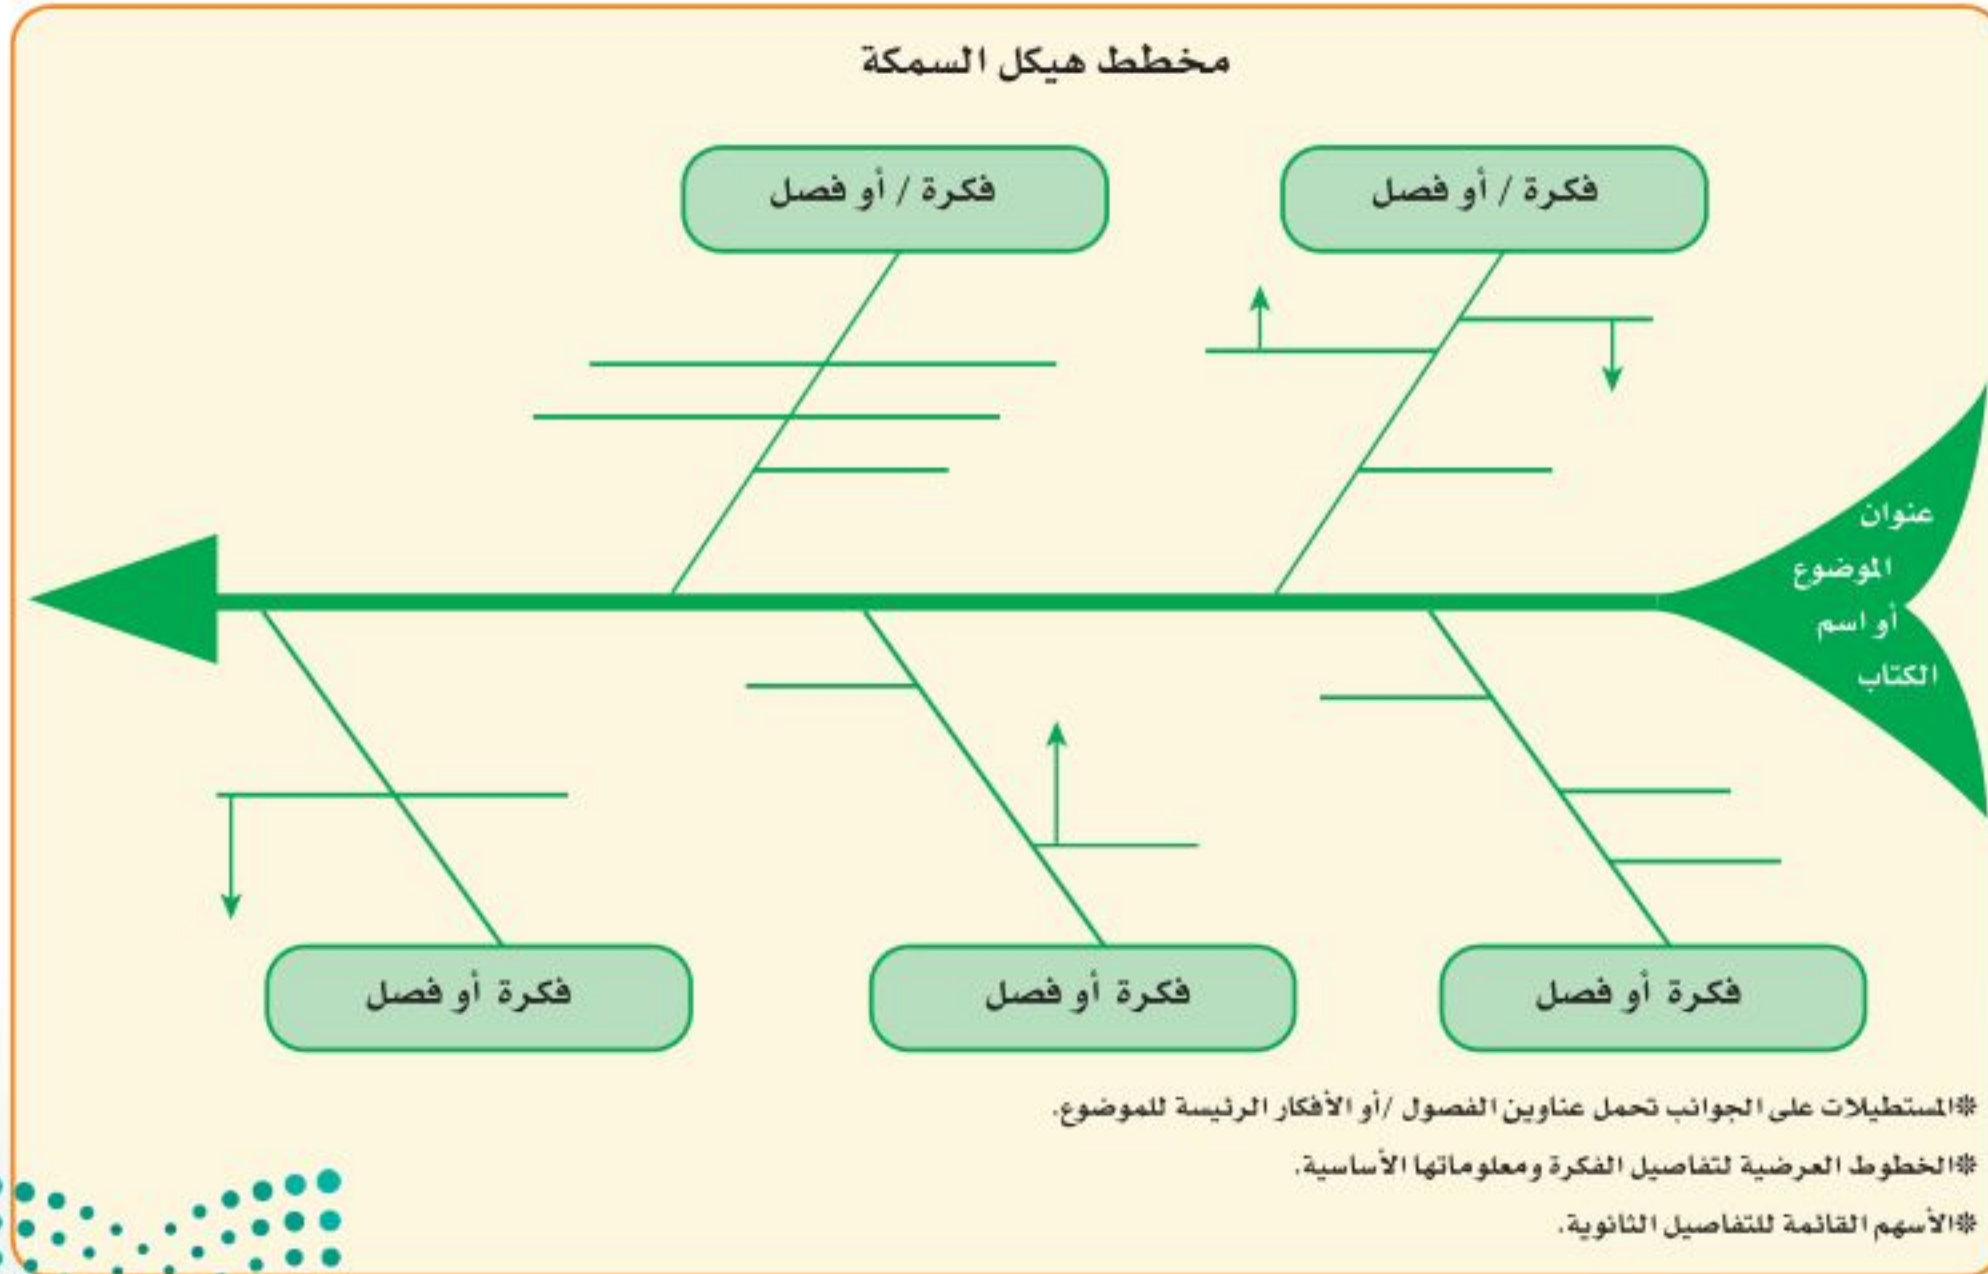 مخطط هيكل السمكة
فكرة / أو فصل
فكرة / أو فصل
عنوان
الموضوع
أو اسم
الكتاب
فكرة أو فصل
فكرة أو فصل
فكرة أو فصل
❊المستطيلات على الجوانب تحمل عناوين الفصول /أو الأفكار الرئيسة للموضوع.
❊الخطوط العرضية لتفاصيل الفكرة ومعلوماتها الأساسية.
❊الأسهم القائمة للتفاصيل الثانوية.